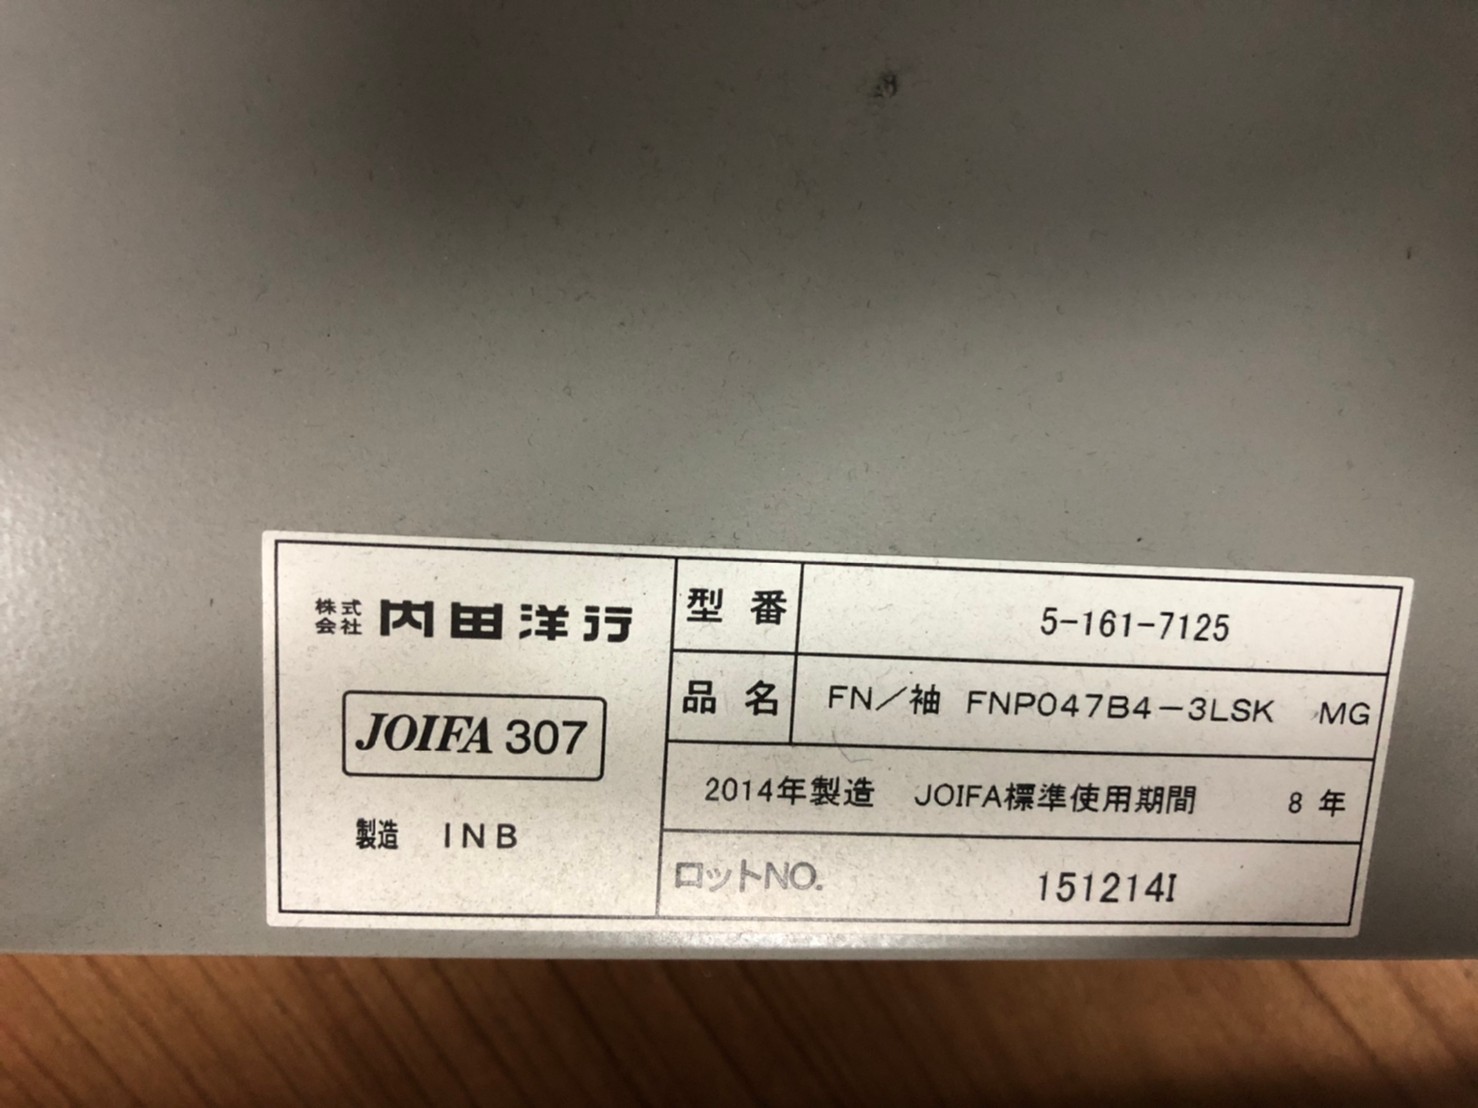 株式会社 内田洋行
JOIFA 307
製造 INB
型番 5-161-7125
品名 FN／袖 FNP047B4－3LSK MG
2014年製造 JOIFA標準使用期間 8年
ロットNO. 151214I